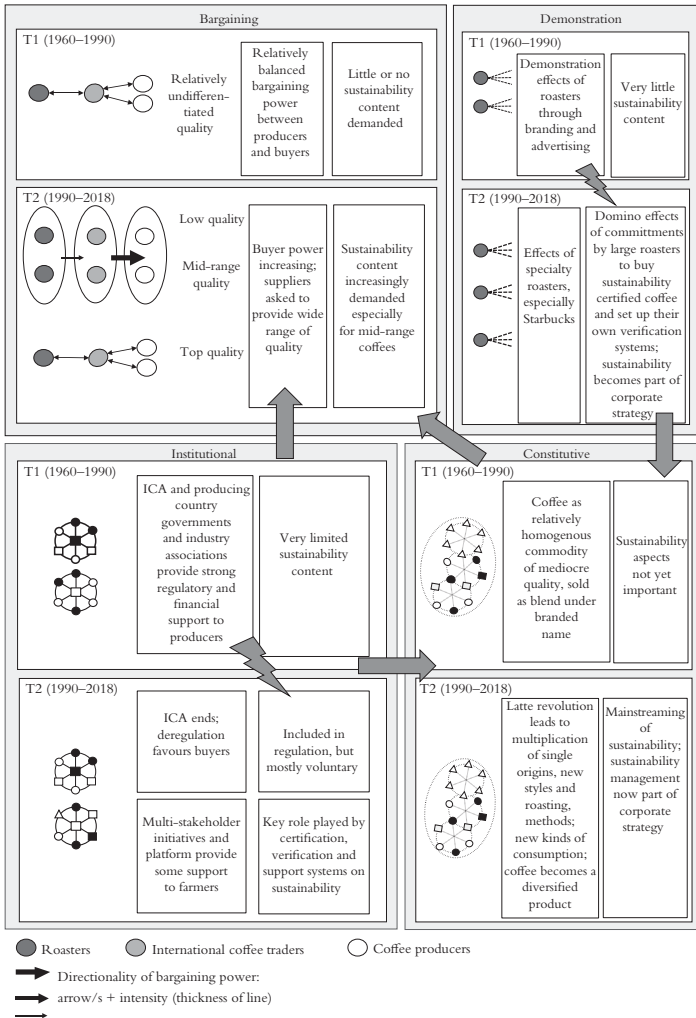 Bargaining
T1 (1960–1990)
Relatively
undifferen-
tiated
quality
Relatively
balanced
bargaining
power
between
producers
and buyers
Little or no
sustainability
content
demanded
T2 (1990–2018)
Low quality
Mid-range
quality
Top quality
Buyer power
increasing;
suppliers
asked to
provide wide
range of
quality
Sustainability
content
increasingly
demanded
especially
for mid-range
coffees
Demonstration
T1 (1960–1990)
Demonstration
effects of
roasters
through
branding and
advertising
Very little
sustainability
content
T2 (1990–2018)
Effects of
specialty
roasters,
especially
Starbucks
Domino effects
of committments
by large roasters
to buy
sustainability
certified coffee
and set up their
own verification
systems;
sustainability
becomes part of
corporate
strategy
Institutional
T1 (1960–1990)
ICA and producing
country
governments
and industry
associations
provide strong
regulatory and
financial
support to
producers
Very limited
sustainability
content
T2 (1990–2018)
ICA ends;
deregulation
favours buyers
Included in
regulation, but
mostly voluntary
Multi-stakeholder
initiatives and
platform provide
some support
to farmers
Key role played by
certification,
verification and
support systems on
sustainability
Constitutive
T1 (1960–1990)
Coffee as
relatively
homogenous
commodity
of mediocre
quality, sold
as blend under
branded
name
Sustainability
aspects
not yet
important
T2 (1990–2018)
Latte revolution
leads to
multiplication
of single
origins, new
styles and
roasting,
methods;
new kinds of
consumption;
coffee becomes a
diversified
product
Mainstreaming
of
sustainability;
sustainability
management
now part of
corporate
strategy
Roasters
International coffee traders
Coffee producers
Directionality of bargaining power:
arrow/s + intensity (thickness of line)